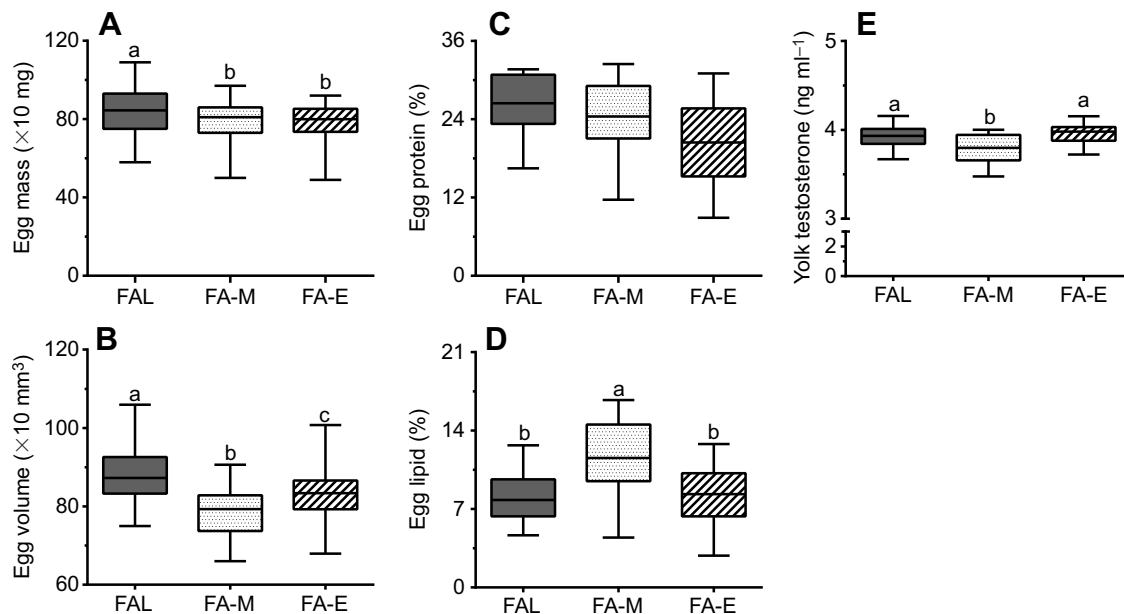 A
Egg mass (×10 mg)
120
80
40
0
a
b
b
FAL
FA-M
FA-E
C
Egg protein (%)
36
24
12
0
FAL
FA-M
FA-E
E
Yolk testosterone (ng ml⁻¹)
5
4
3
2
0
a
b
a
FAL
FA-M
FA-E
B
Egg volume (×10 mm³)
120
100
80
60
a
b
c
FAL
FA-M
FA-E
D
Egg lipid (%)
21
14
7
0
b
a
b
FAL
FA-M
FA-E